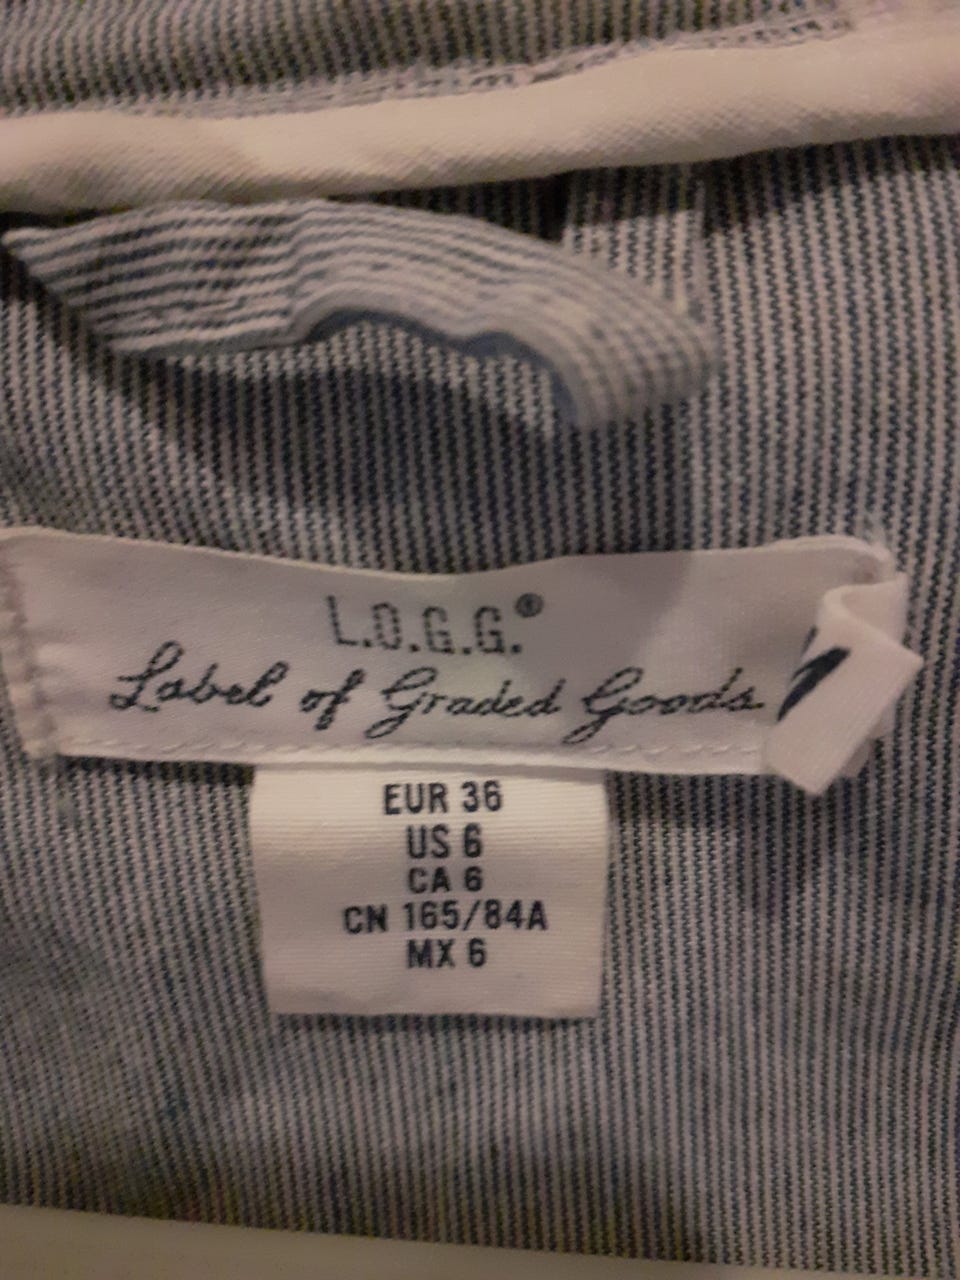 L.O.G.G.®
Label of Graded Goods
EUR 36
US 6
CA 6
CN 165/84A
MX 6